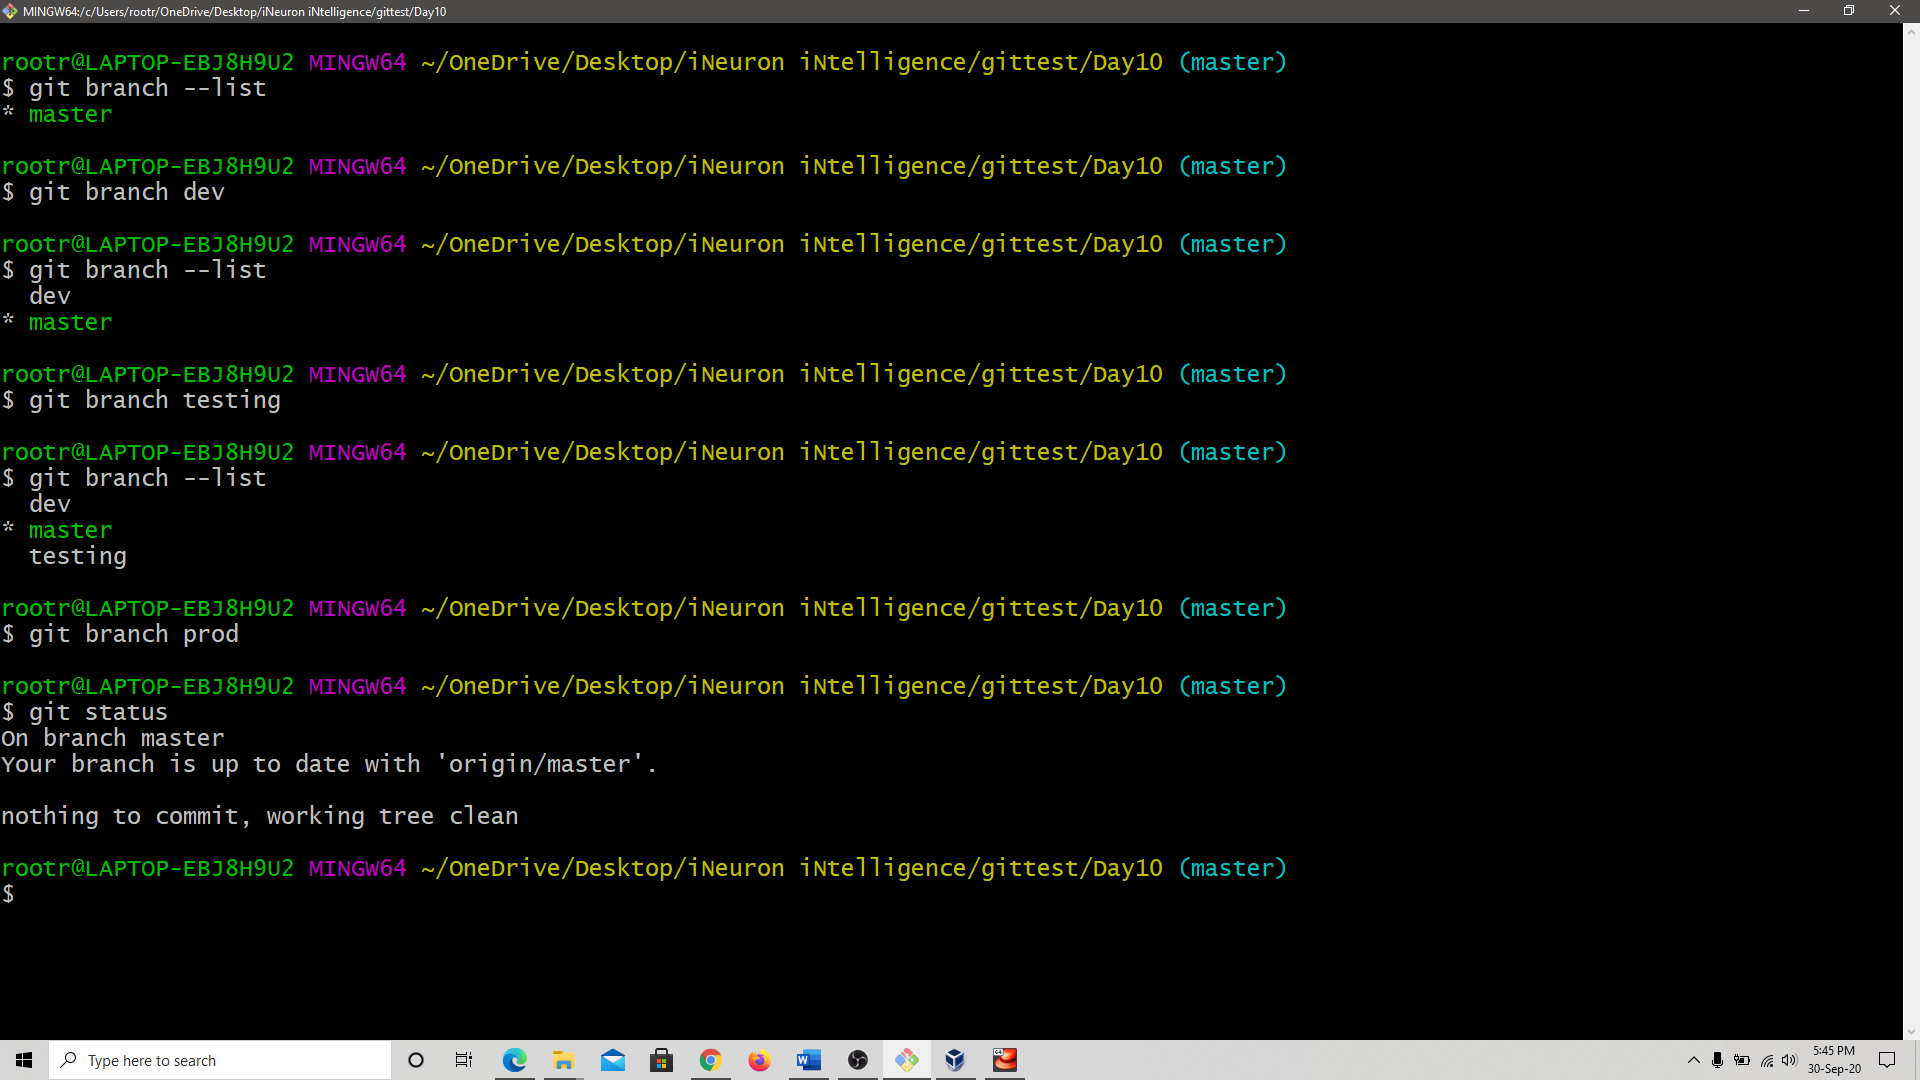 MINGW64:/c/Users/rootr/OneDrive/Desktop/iNeuron iNtelligence/gittest/Day10
rootr@LAPTOP-EBJ8H9U2 MINGW64 ~/OneDrive/Desktop/iNeuron iNtelligence/gittest/Day10 (master)
$ git branch --list
* master
rootr@LAPTOP-EBJ8H9U2 MINGW64 ~/OneDrive/Desktop/iNeuron iNtelligence/gittest/Day10 (master)
$ git branch dev
rootr@LAPTOP-EBJ8H9U2 MINGW64 ~/OneDrive/Desktop/iNeuron iNtelligence/gittest/Day10 (master)
$ git branch --list
  dev
* master
rootr@LAPTOP-EBJ8H9U2 MINGW64 ~/OneDrive/Desktop/iNeuron iNtelligence/gittest/Day10 (master)
$ git branch testing
rootr@LAPTOP-EBJ8H9U2 MINGW64 ~/OneDrive/Desktop/iNeuron iNtelligence/gittest/Day10 (master)
$ git branch --list
  dev
* master
  testing
rootr@LAPTOP-EBJ8H9U2 MINGW64 ~/OneDrive/Desktop/iNeuron iNtelligence/gittest/Day10 (master)
$ git branch prod
rootr@LAPTOP-EBJ8H9U2 MINGW64 ~/OneDrive/Desktop/iNeuron iNtelligence/gittest/Day10 (master)
$ git status
On branch master
Your branch is up to date with 'origin/master'.
nothing to commit, working tree clean
rootr@LAPTOP-EBJ8H9U2 MINGW64 ~/OneDrive/Desktop/iNeuron iNtelligence/gittest/Day10 (master)
$
Type here to search
5:45 PM
30-Sep-20